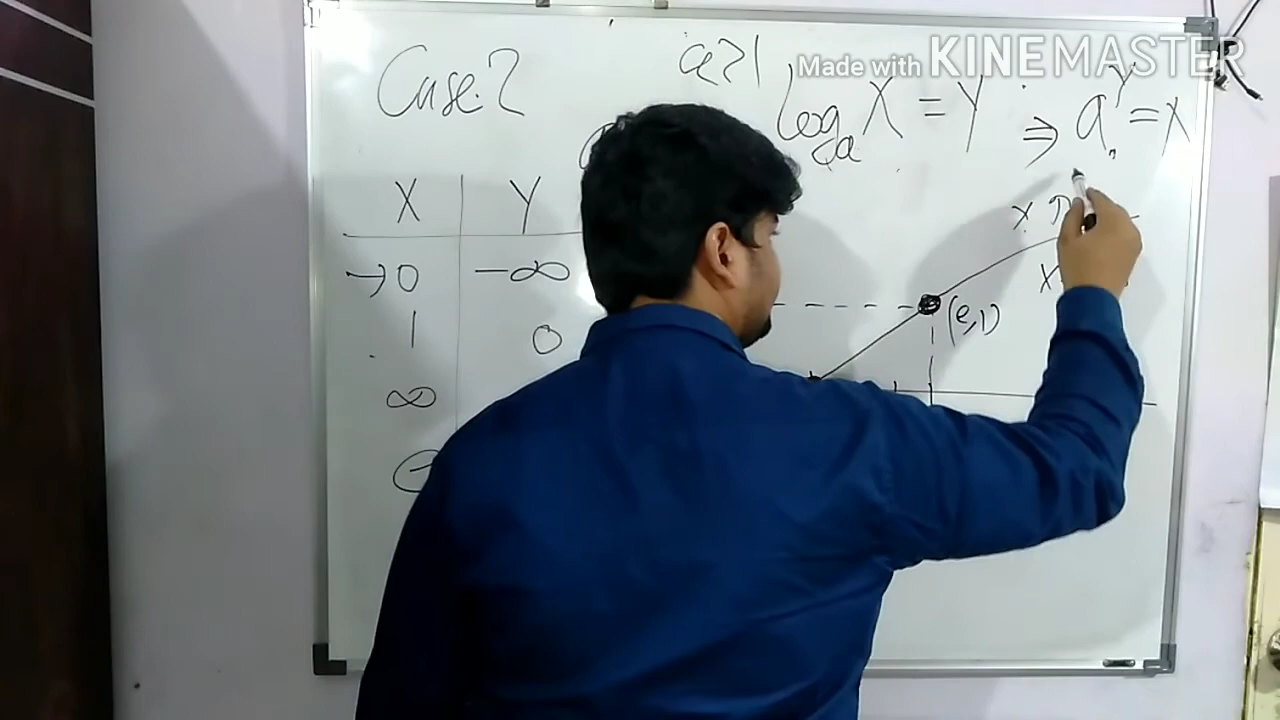 Case:2
a>1
Made with KINEMASTER
log_a X = Y ⇒ a^Y = X
X Y
→0 -∞
1 0
∞
X ↑
X
(e,1)